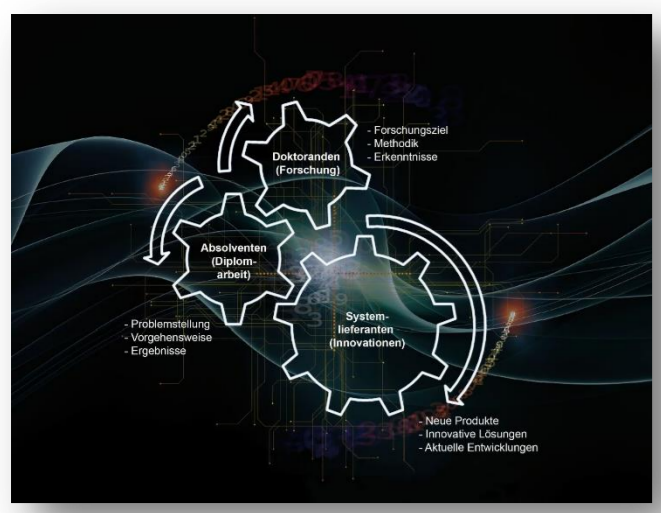 Doktoranden
(Forschung)
- Forschungsziel
- Methodik
- Erkenntnisse
Absolventen
(Diplom-
arbeit)
- Problemstellung
- Vorgehensweise
- Ergebnisse
System-
lieferanten
(Innovationen)
- Neue Produkte
- Innovative Lösungen
- Aktuelle Entwicklungen